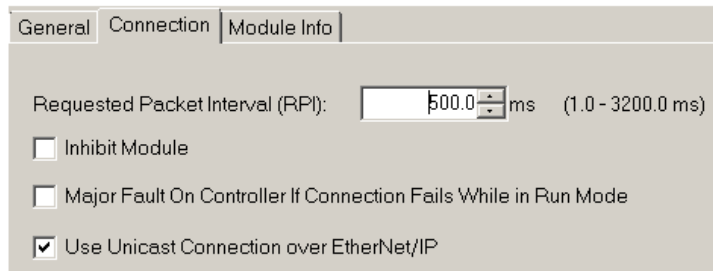 General Connection Module Info
Requested Packet Interval (RPI): 500.0 ms (1.0 - 3200.0 ms)
Inhibit Module
Major Fault On Controller If Connection Fails While in Run Mode
Use Unicast Connection over EtherNet/IP